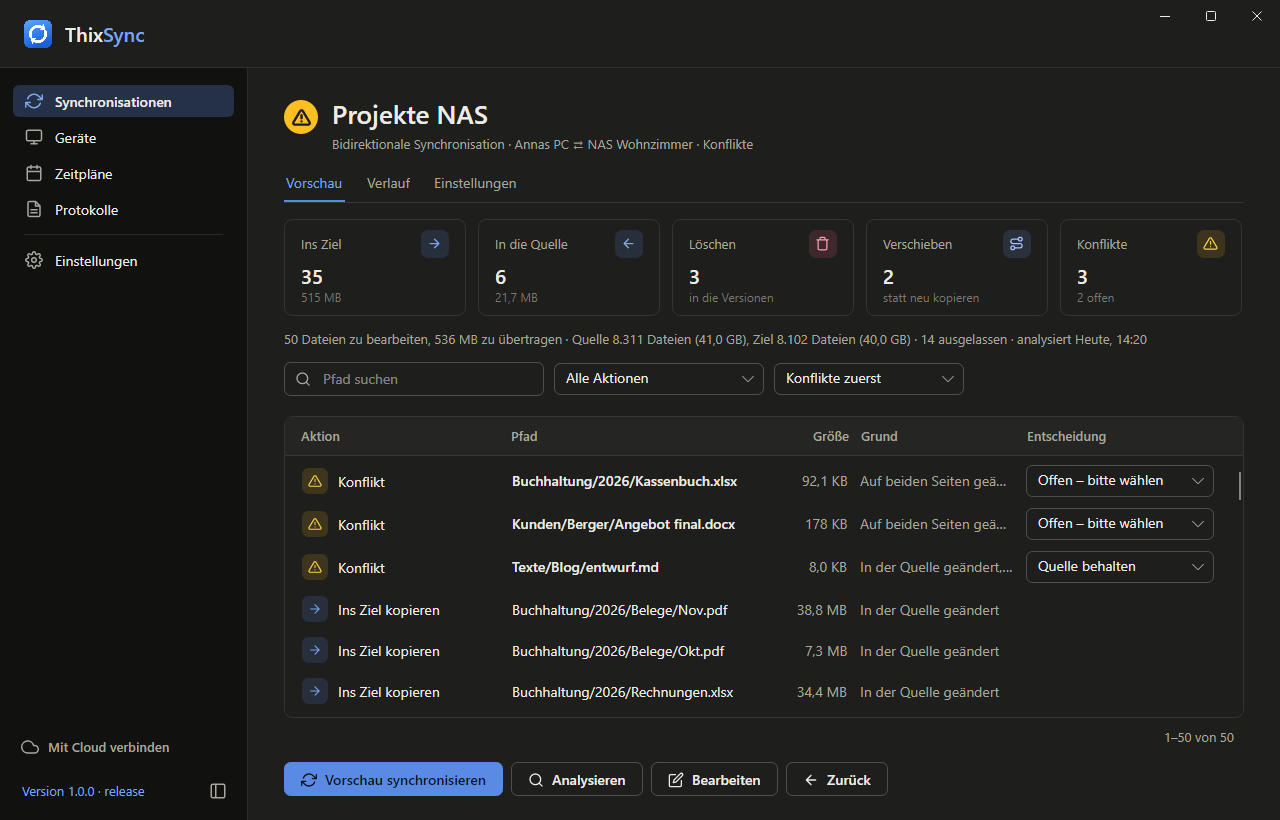 ThixSync
Synchronisationen
Geräte
Zeitpläne
Protokolle
Einstellungen
Mit Cloud verbinden
Version 1.0.0 · release
Projekte NAS
Bidirektionale Synchronisation · Annas PC ⇄ NAS Wohnzimmer · Konflikte
Vorschau Verlauf Einstellungen
Ins Ziel
35
515 MB
In die Quelle
6
21,7 MB
Löschen
3
in die Versionen
Verschieben
2
statt neu kopieren
Konflikte
3
2 offen
50 Dateien zu bearbeiten, 536 MB zu übertragen · Quelle 8.311 Dateien (41,0 GB), Ziel 8.102 Dateien (40,0 GB) · 14 ausgelassen · analysiert Heute, 14:20
Pfad suchen Alle Aktionen Konflikte zuerst
Aktion Pfad Größe Grund Entscheidung
Konflikt Buchhaltung/2026/Kassenbuch.xlsx 92,1 KB Auf beiden Seiten geä... Offen – bitte wählen
Konflikt Kunden/Berger/Angebot final.docx 178 KB Auf beiden Seiten geä... Offen – bitte wählen
Konflikt Texte/Blog/entwurf.md 8,0 KB In der Quelle geändert,... Quelle behalten
Ins Ziel kopieren Buchhaltung/2026/Belege/Nov.pdf 38,8 MB In der Quelle geändert
Ins Ziel kopieren Buchhaltung/2026/Belege/Okt.pdf 7,3 MB In der Quelle geändert
Ins Ziel kopieren Buchhaltung/2026/Rechnungen.xlsx 34,4 MB In der Quelle geändert
1–50 von 50
Vorschau synchronisieren Analysieren Bearbeiten Zurück